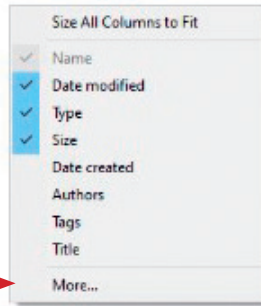 Size All Columns to Fit
Name
Date modified
Type
Size
Date created
Authors
Tags
Title
More...